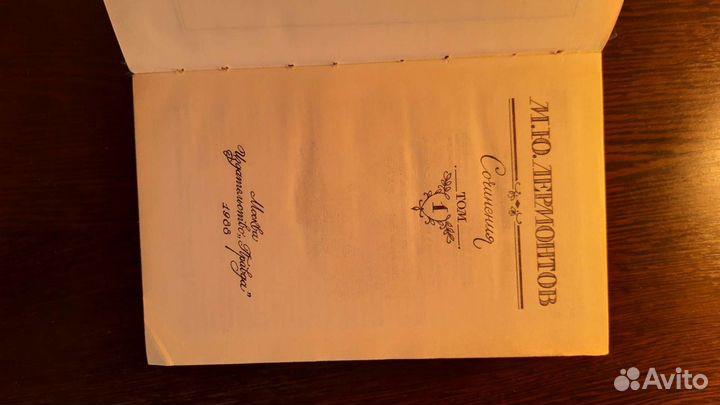 М.Ю. ЛЕРМОНТОВ
Сочинения
ТОМ
1
Москва
Издательство „Правда”
1988
Avito